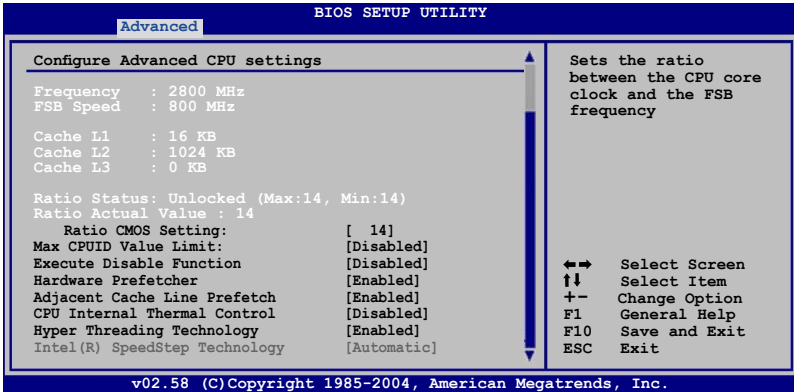 BIOS SETUP UTILITY
Advanced
Configure Advanced CPU settings
Frequency : 2800 MHz
FSB Speed : 800 MHz
Cache L1 : 16 KB
Cache L2 : 1024 KB
Cache L3 : 0 KB
Ratio Status: Unlocked (Max:14, Min:14)
Ratio Actual Value : 14
Ratio CMOS Setting: [ 14]
Max CPUID Value Limit: [Disabled]
Execute Disable Function [Disabled]
Hardware Prefetcher [Enabled]
Adjacent Cache Line Prefetch [Enabled]
CPU Internal Thermal Control [Disabled]
Hyper Threading Technology [Enabled]
Intel(R) SpeedStep Technology [Automatic]
Sets the ratio
between the CPU core
clock and the FSB
frequency
←→ Select Screen
↑↓ Select Item
+- Change Option
F1 General Help
F10 Save and Exit
ESC Exit
v02.58 (C)Copyright 1985-2004, American Megatrends, Inc.